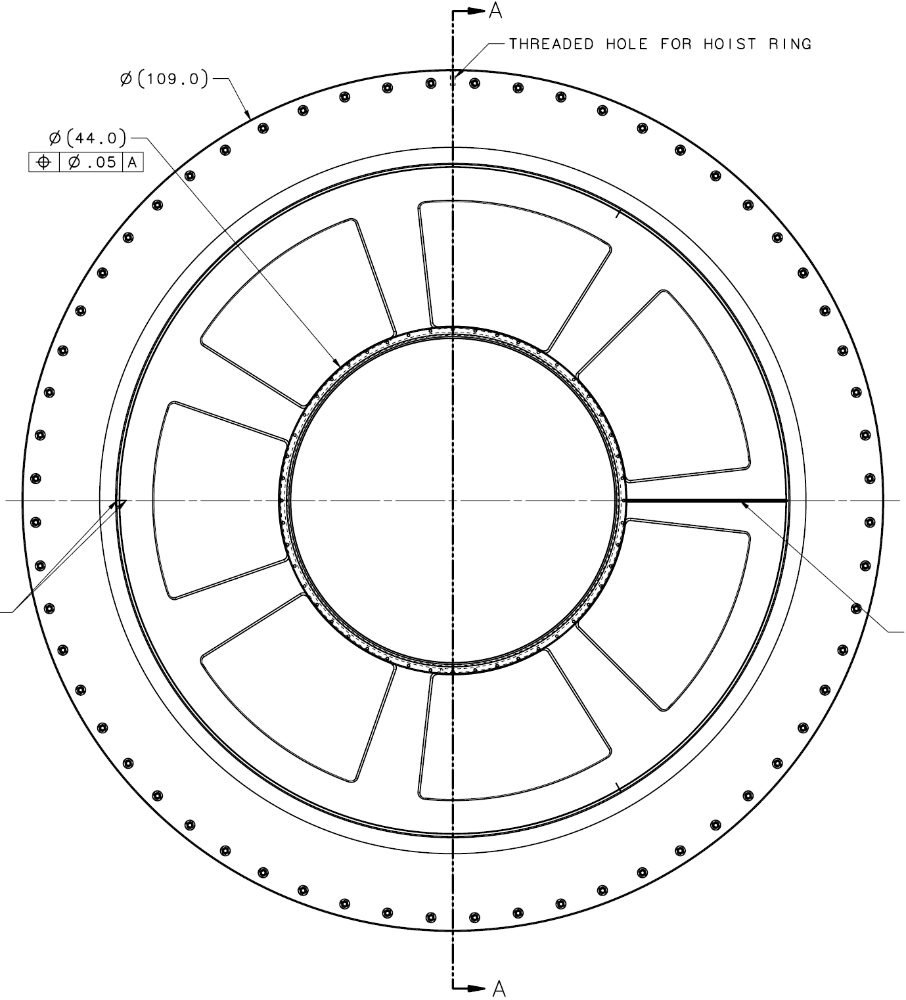 A
THREADED HOLE FOR HOIST RING
Ø(109.0)
Ø(44.0)
⌖ Ø.05 A
A